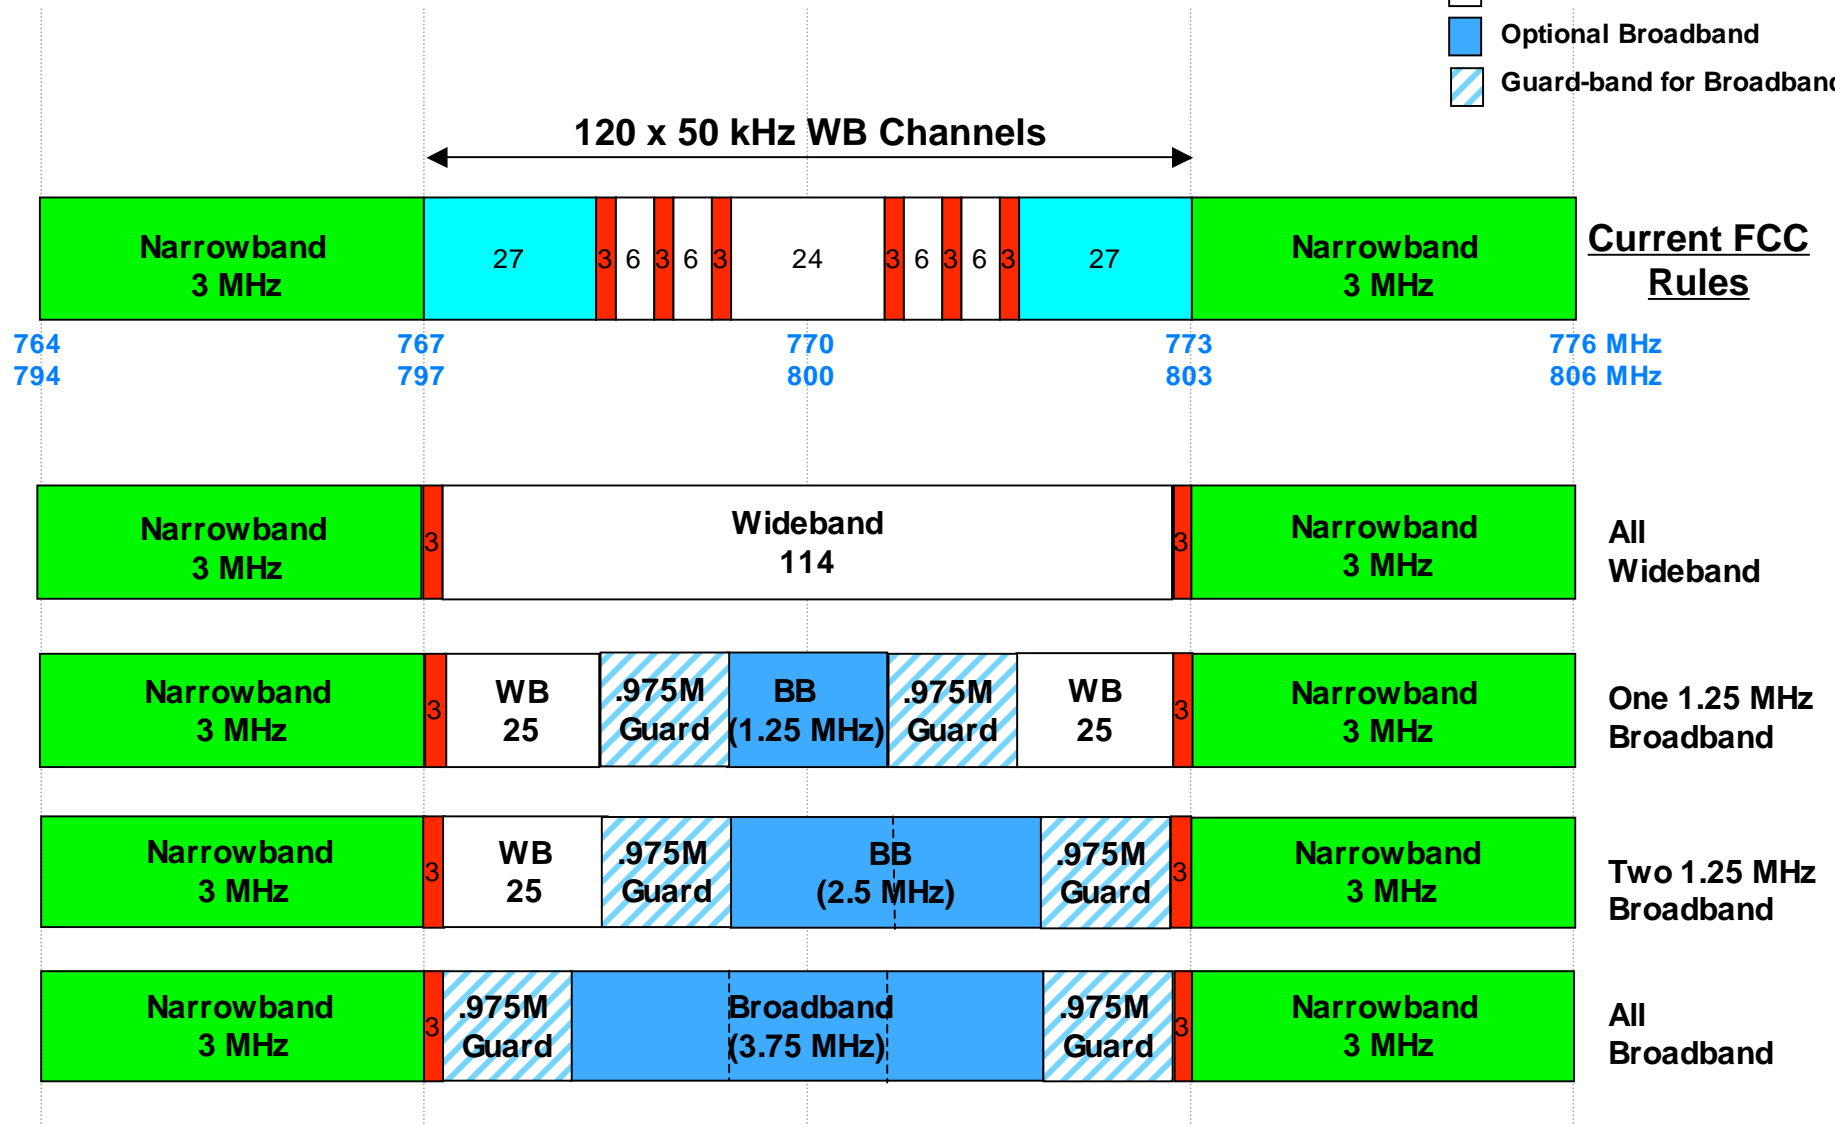 Optional Broadband
Guard-band for Broadband
120 x 50 kHz WB Channels
Narrowband
3 MHz
27
3
6
3
6
3
24
3
6
3
6
3
27
Narrowband
3 MHz
Current FCC
Rules
764
794
767
797
770
800
773
803
776 MHz
806 MHz
Narrowband
3 MHz
3
Wideband
114
3
Narrowband
3 MHz
All
Wideband
Narrowband
3 MHz
3
WB
25
.975M
Guard
BB
(1.25 MHz)
.975M
Guard
WB
25
3
Narrowband
3 MHz
One 1.25 MHz
Broadband
Narrowband
3 MHz
3
WB
25
.975M
Guard
BB
(2.5 MHz)
.975M
Guard
3
Narrowband
3 MHz
Two 1.25 MHz
Broadband
Narrowband
3 MHz
3
.975M
Guard
Broadband
(3.75 MHz)
.975M
Guard
3
Narrowband
3 MHz
All
Broadband